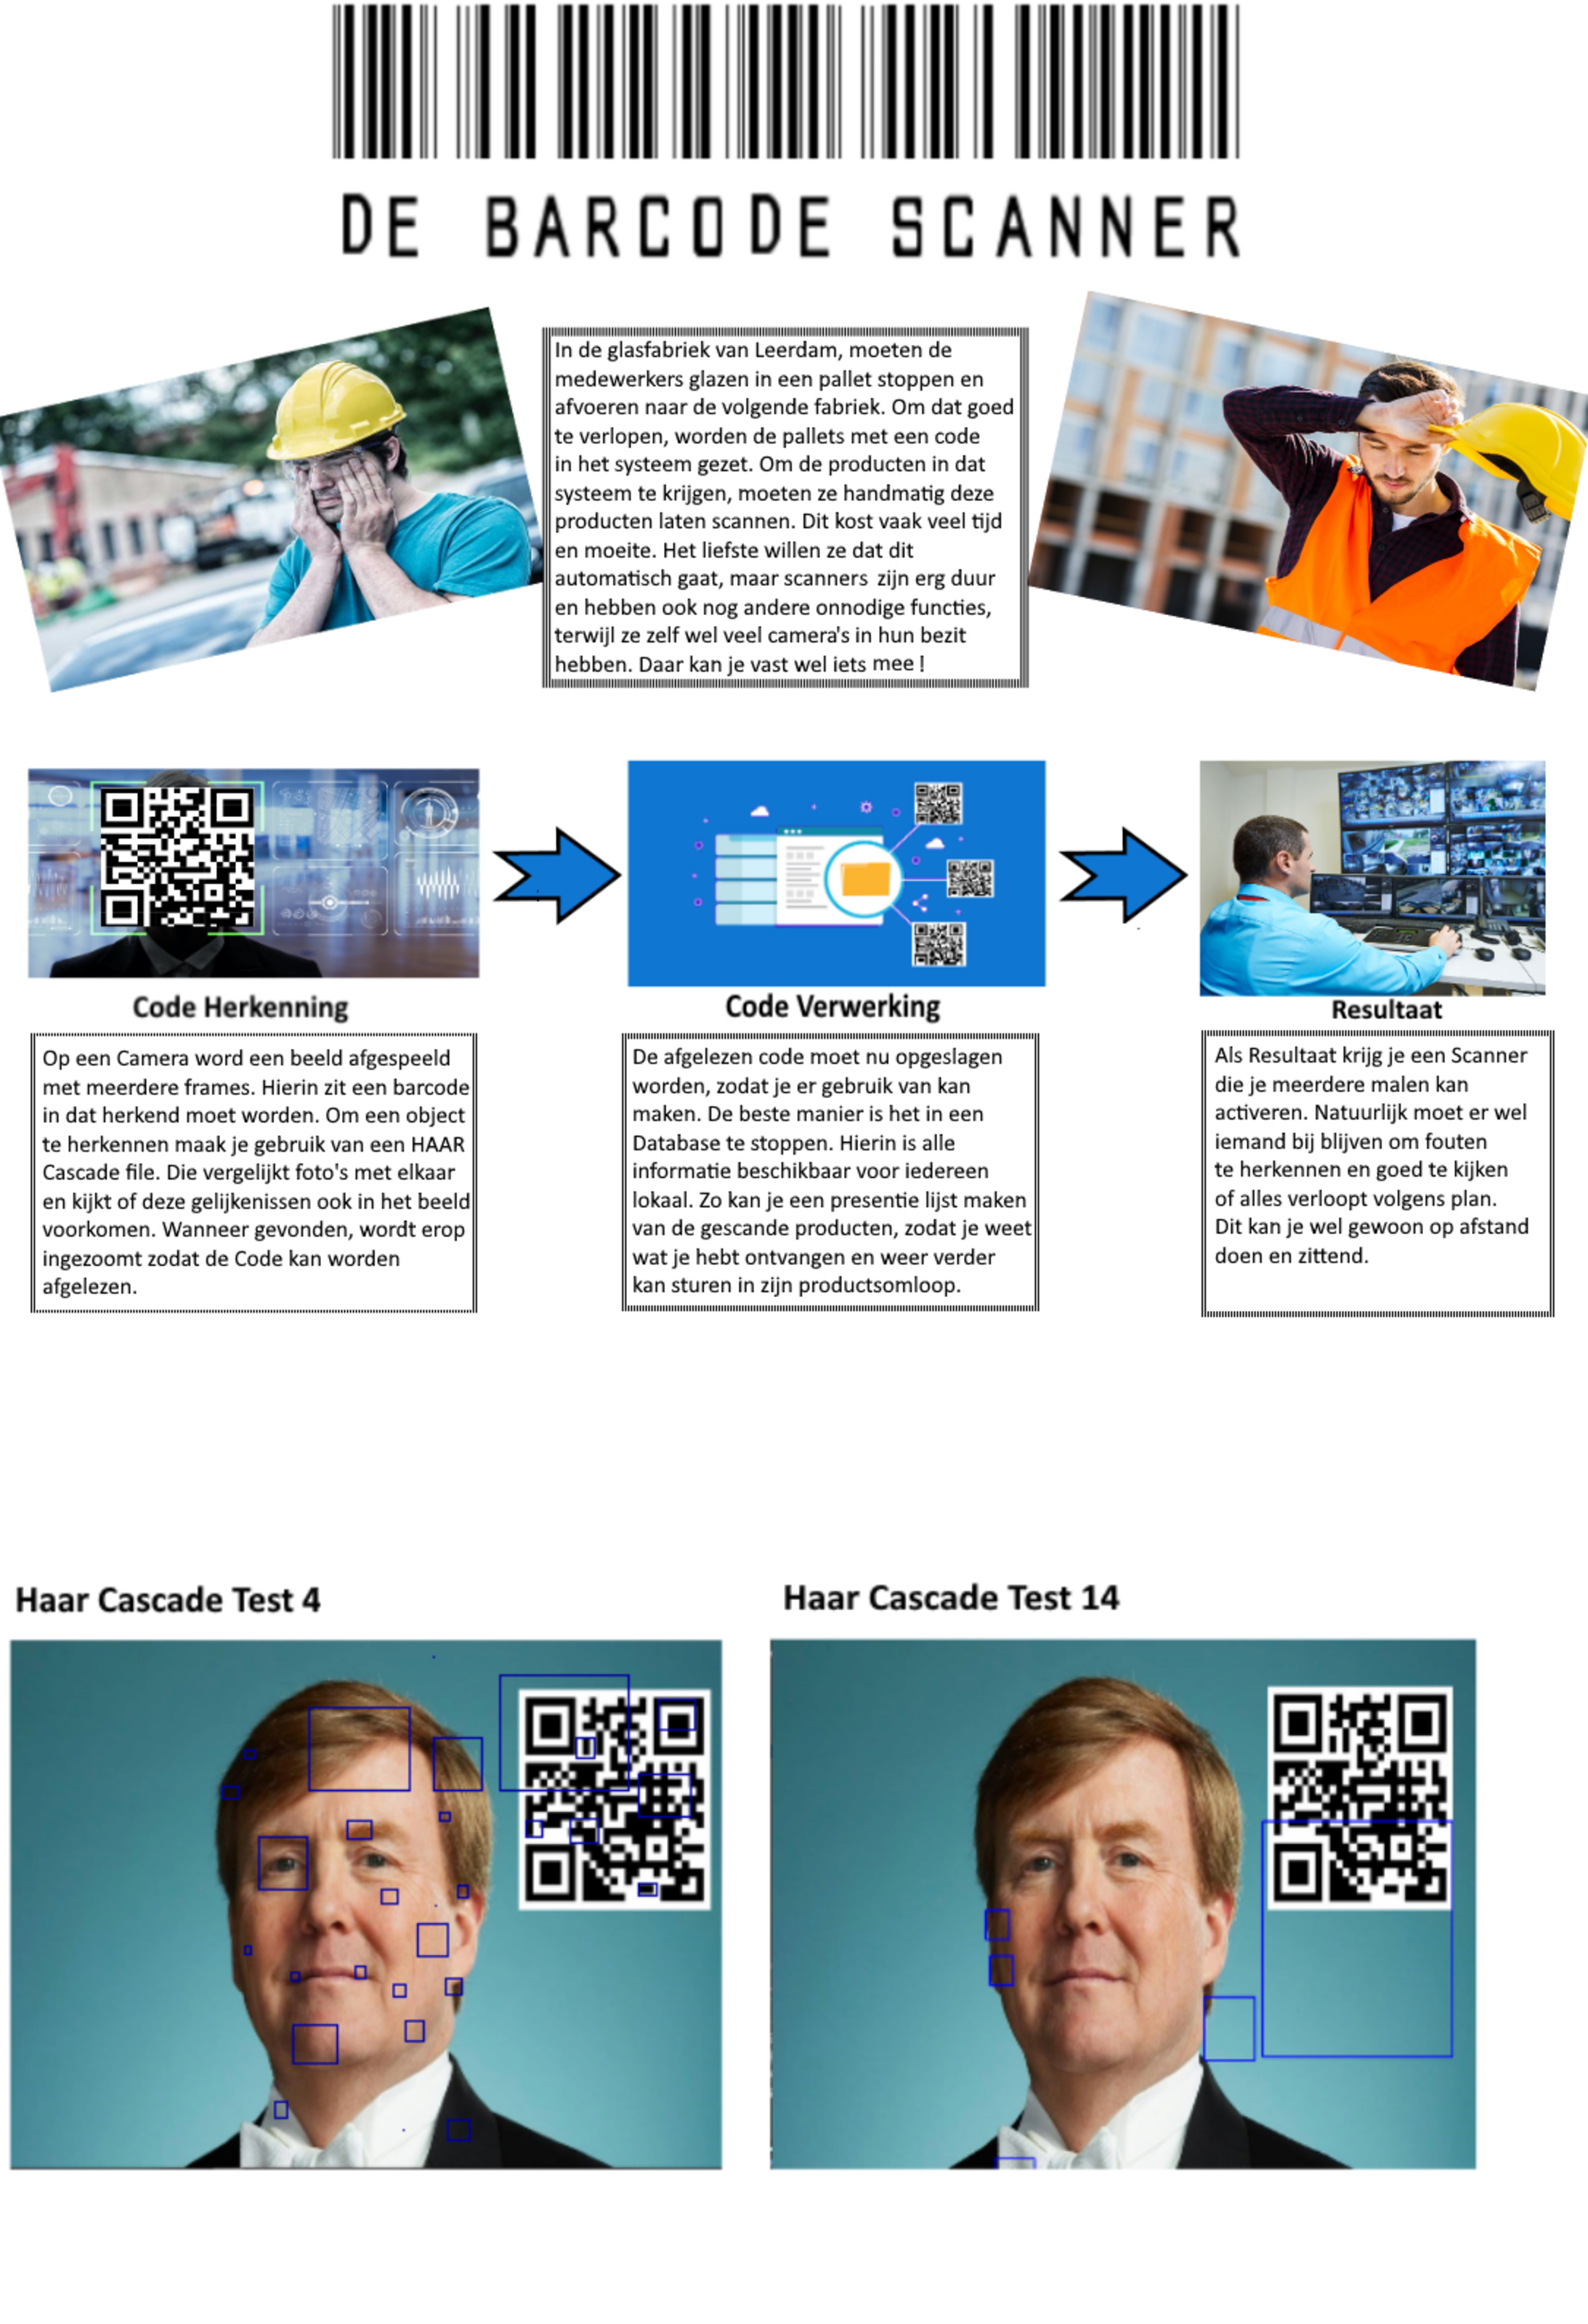 DE BARCODE SCANNER
In de glasfabriek van Leerdam, moeten de
medewerkers glazen in een pallet stoppen en
afvoeren naar de volgende fabriek. Om dat goed
te verlopen, worden de pallets met een code
in het systeem gezet. Om de producten in dat
systeem te krijgen, moeten ze handmatig deze
producten laten scannen. Dit kost vaak veel tijd
en moeite. Het liefste willen ze dat dit
automatisch gaat, maar scanners zijn erg duur
en hebben ook nog andere onnodige functies,
terwijl ze zelf wel veel camera's in hun bezit
hebben. Daar kan je vast wel iets mee !
Code Herkenning
Op een Camera word een beeld afgespeeld
met meerdere frames. Hierin zit een barcode
in dat herkend moet worden. Om een object
te herkennen maak je gebruik van een HAAR
Cascade file. Die vergelijkt foto's met elkaar
en kijkt of deze gelijkenissen ook in het beeld
voorkomen. Wanneer gevonden, wordt erop
ingezoomt zodat de Code kan worden
afgelezen.
Code Verwerking
De afgelezen code moet nu opgeslagen
worden, zodat je er gebruik van kan
maken. De beste manier is het in een
Database te stoppen. Hierin is alle
informatie beschikbaar voor iedereen
lokaal. Zo kan je een presentie lijst maken
van de gescande producten, zodat je weet
wat je hebt ontvangen en weer verder
kan sturen in zijn productsomloop.
Resultaat
Als Resultaat krijg je een Scanner
die je meerdere malen kan
activeren. Natuurlijk moet er wel
iemand bij blijven om fouten
te herkennen en goed te kijken
of alles verloopt volgens plan.
Dit kan je wel gewoon op afstand
doen en zittend.
Haar Cascade Test 4
Haar Cascade Test 14